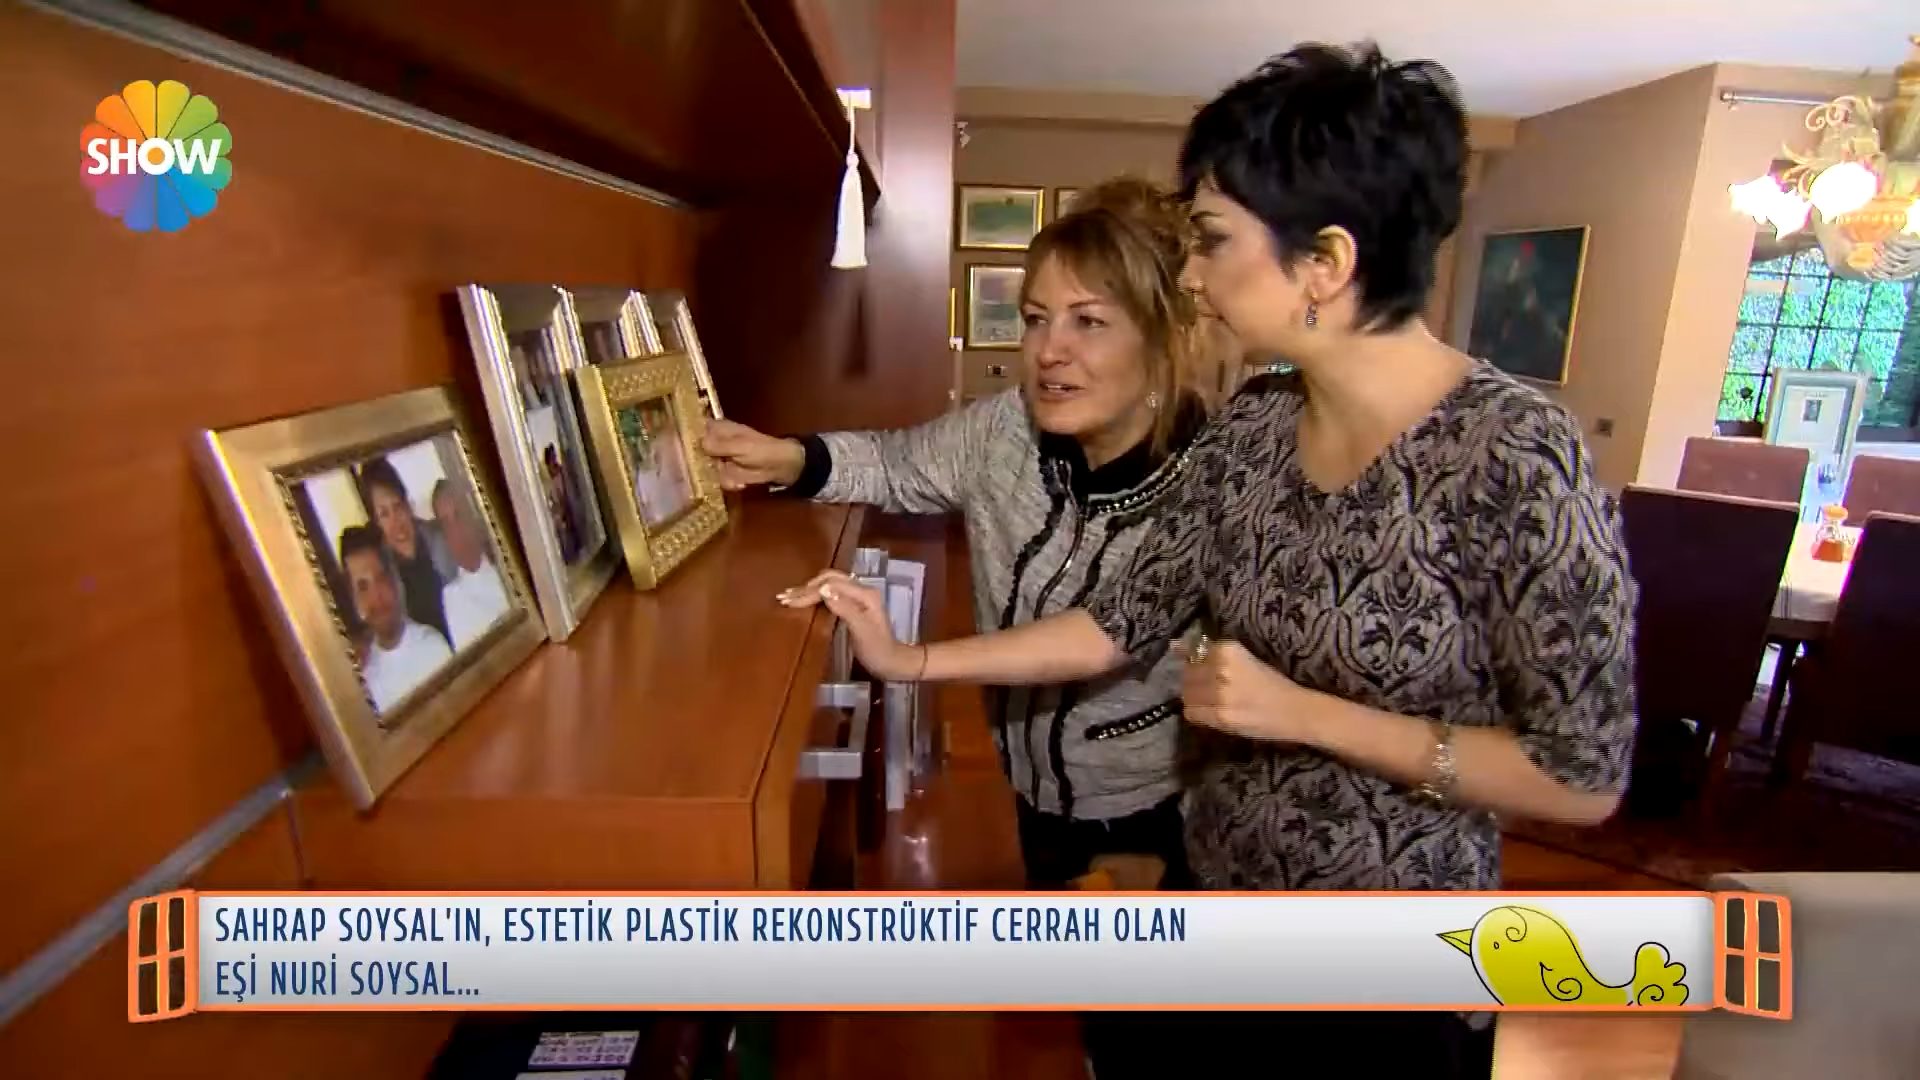 SHOW
SAHRAP SOYSAL'IN, ESTETİK PLASTİK REKONSTRÜKTİF CERRAH OLAN
EŞİ NURİ SOYSAL...